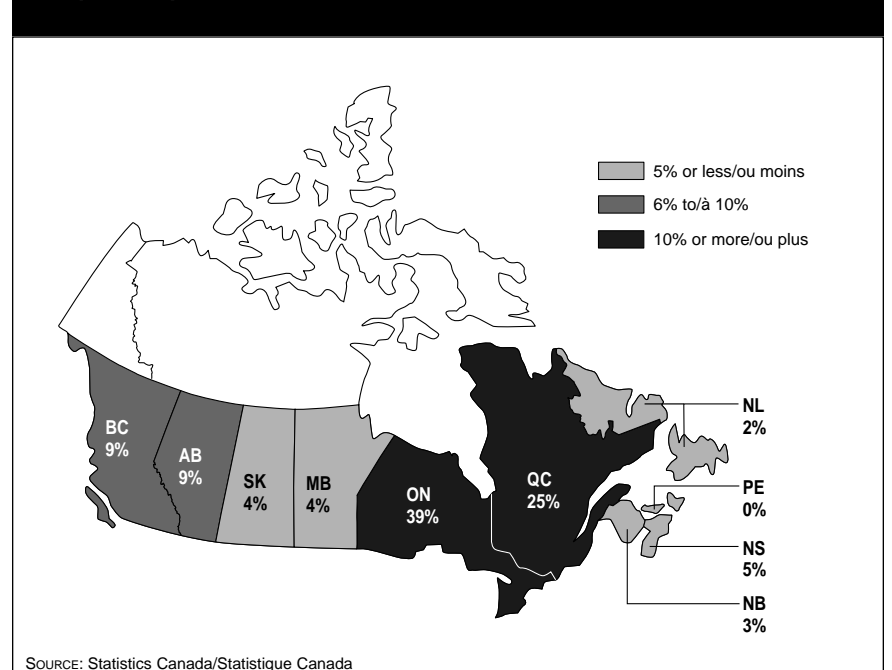 5% or less/ou moins
6% to/à 10%
10% or more/ou plus
BC
9%
AB
9%
SK
4%
MB
4%
ON
39%
QC
25%
NL
2%
PE
0%
NS
5%
NB
3%
SOURCE: Statistics Canada/Statistique Canada